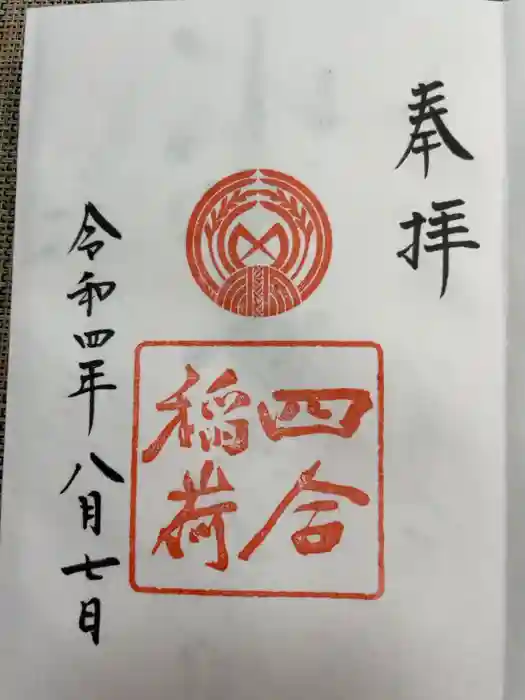 奉拝
四合
稲荷
令和四年八月七日